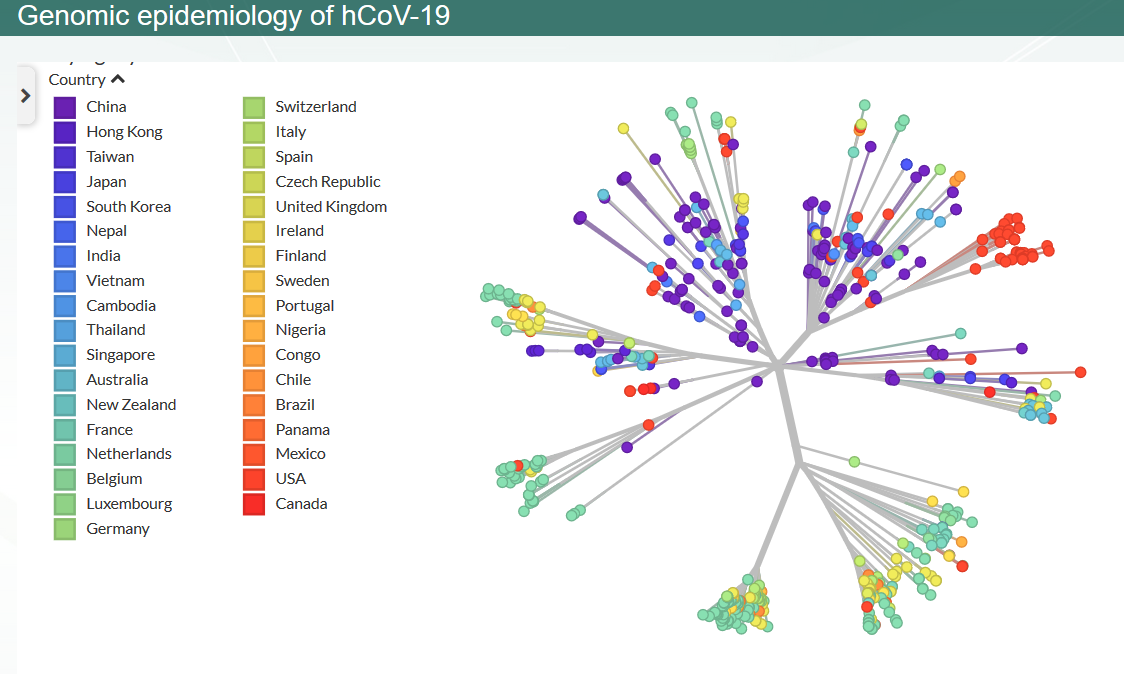 Genomic epidemiology of hCoV-19
Country
China
Hong Kong
Taiwan
Japan
South Korea
Nepal
India
Vietnam
Cambodia
Thailand
Singapore
Australia
New Zealand
France
Netherlands
Belgium
Luxembourg
Germany
Switzerland
Italy
Spain
Czech Republic
United Kingdom
Ireland
Finland
Sweden
Portugal
Nigeria
Congo
Chile
Brazil
Panama
Mexico
USA
Canada